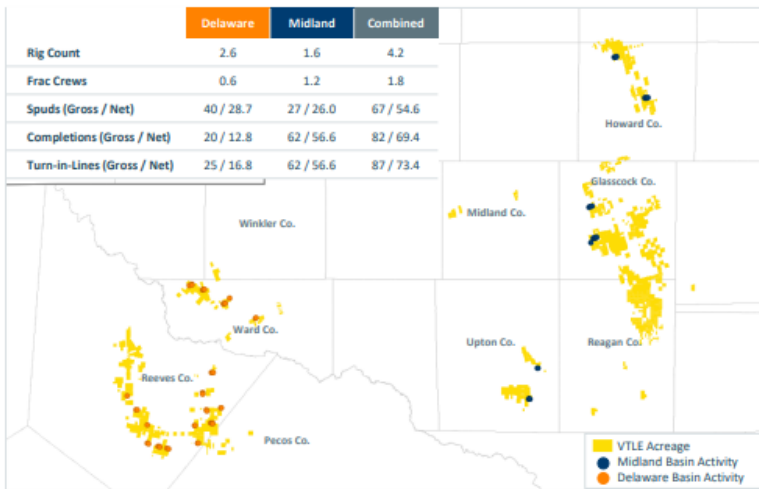 Delaware Midland Combined
Rig Count 2.6 1.6 4.2
Frac Crews 0.6 1.2 1.8
Spuds (Gross / Net) 40 / 28.7 27 / 26.0 67 / 54.6
Completions (Gross / Net) 20 / 12.8 62 / 56.6 82 / 69.4
Turn-in-Lines (Gross / Net) 25 / 16.8 62 / 56.6 87 / 73.4
Howard Co.
Glasscock Co.
Midland Co.
Winkler Co.
Ward Co.
Upton Co.
Reagan Co.
Reeves Co.
Pecos Co.
VTLE Acreage
Midland Basin Activity
Delaware Basin Activity